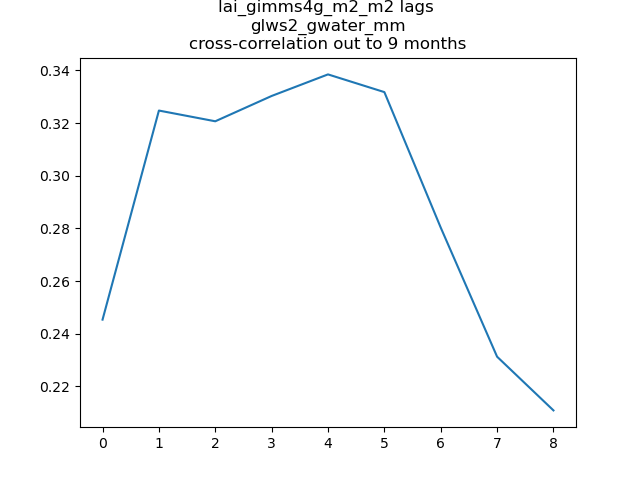 lai_gimms4g_m2_m2 lags
glws2_gwater_mm
cross-correlation out to 9 months
0.34
0.32
0.30
0.28
0.26
0.24
0.22
0 1 2 3 4 5 6 7 8